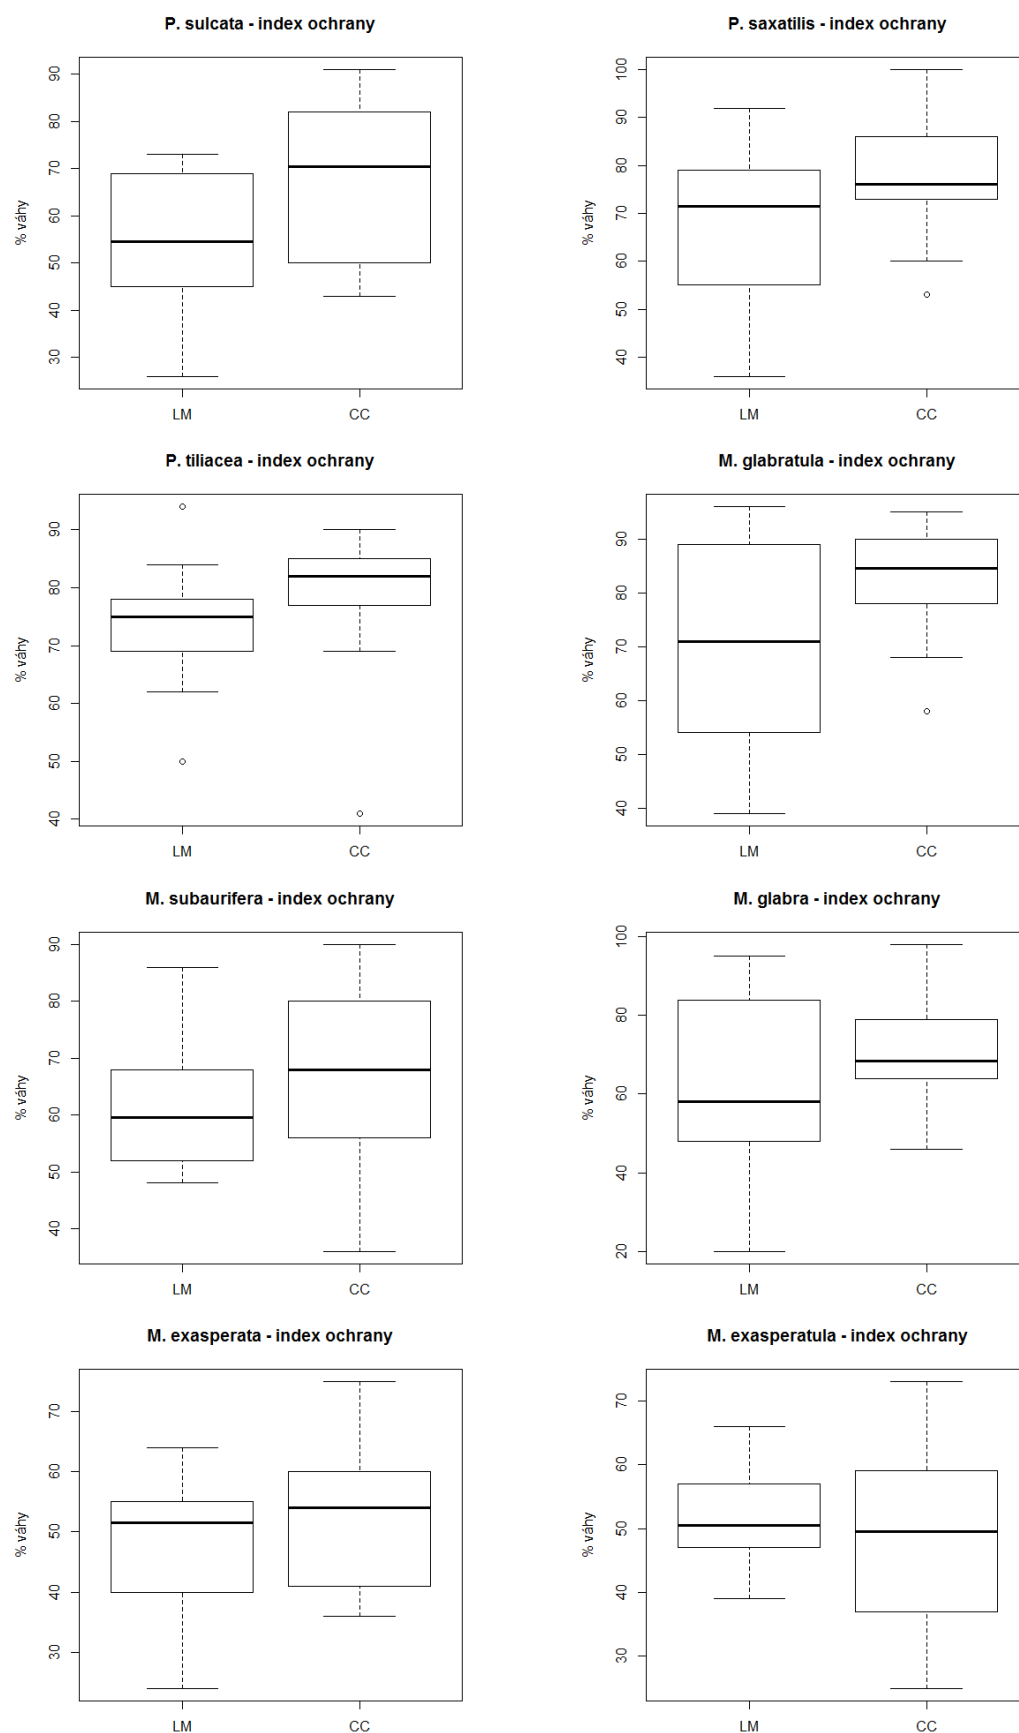 P. sulcata - index ochrany
% váhy
90
80
70
60
50
40
30
LM
CC
P. saxatilis - index ochrany
% váhy
100
90
80
70
60
50
40
LM
CC
P. tiliacea - index ochrany
% váhy
90
80
70
60
50
40
LM
CC
M. glabratula - index ochrany
% váhy
90
80
70
60
50
40
LM
CC
M. subaurifera - index ochrany
% váhy
90
80
70
60
50
40
LM
CC
M. glabra - index ochrany
% váhy
100
80
60
40
20
LM
CC
M. exasperata - index ochrany
% váhy
70
60
50
40
30
LM
CC
M. exasperatula - index ochrany
% váhy
70
60
50
40
30
LM
CC